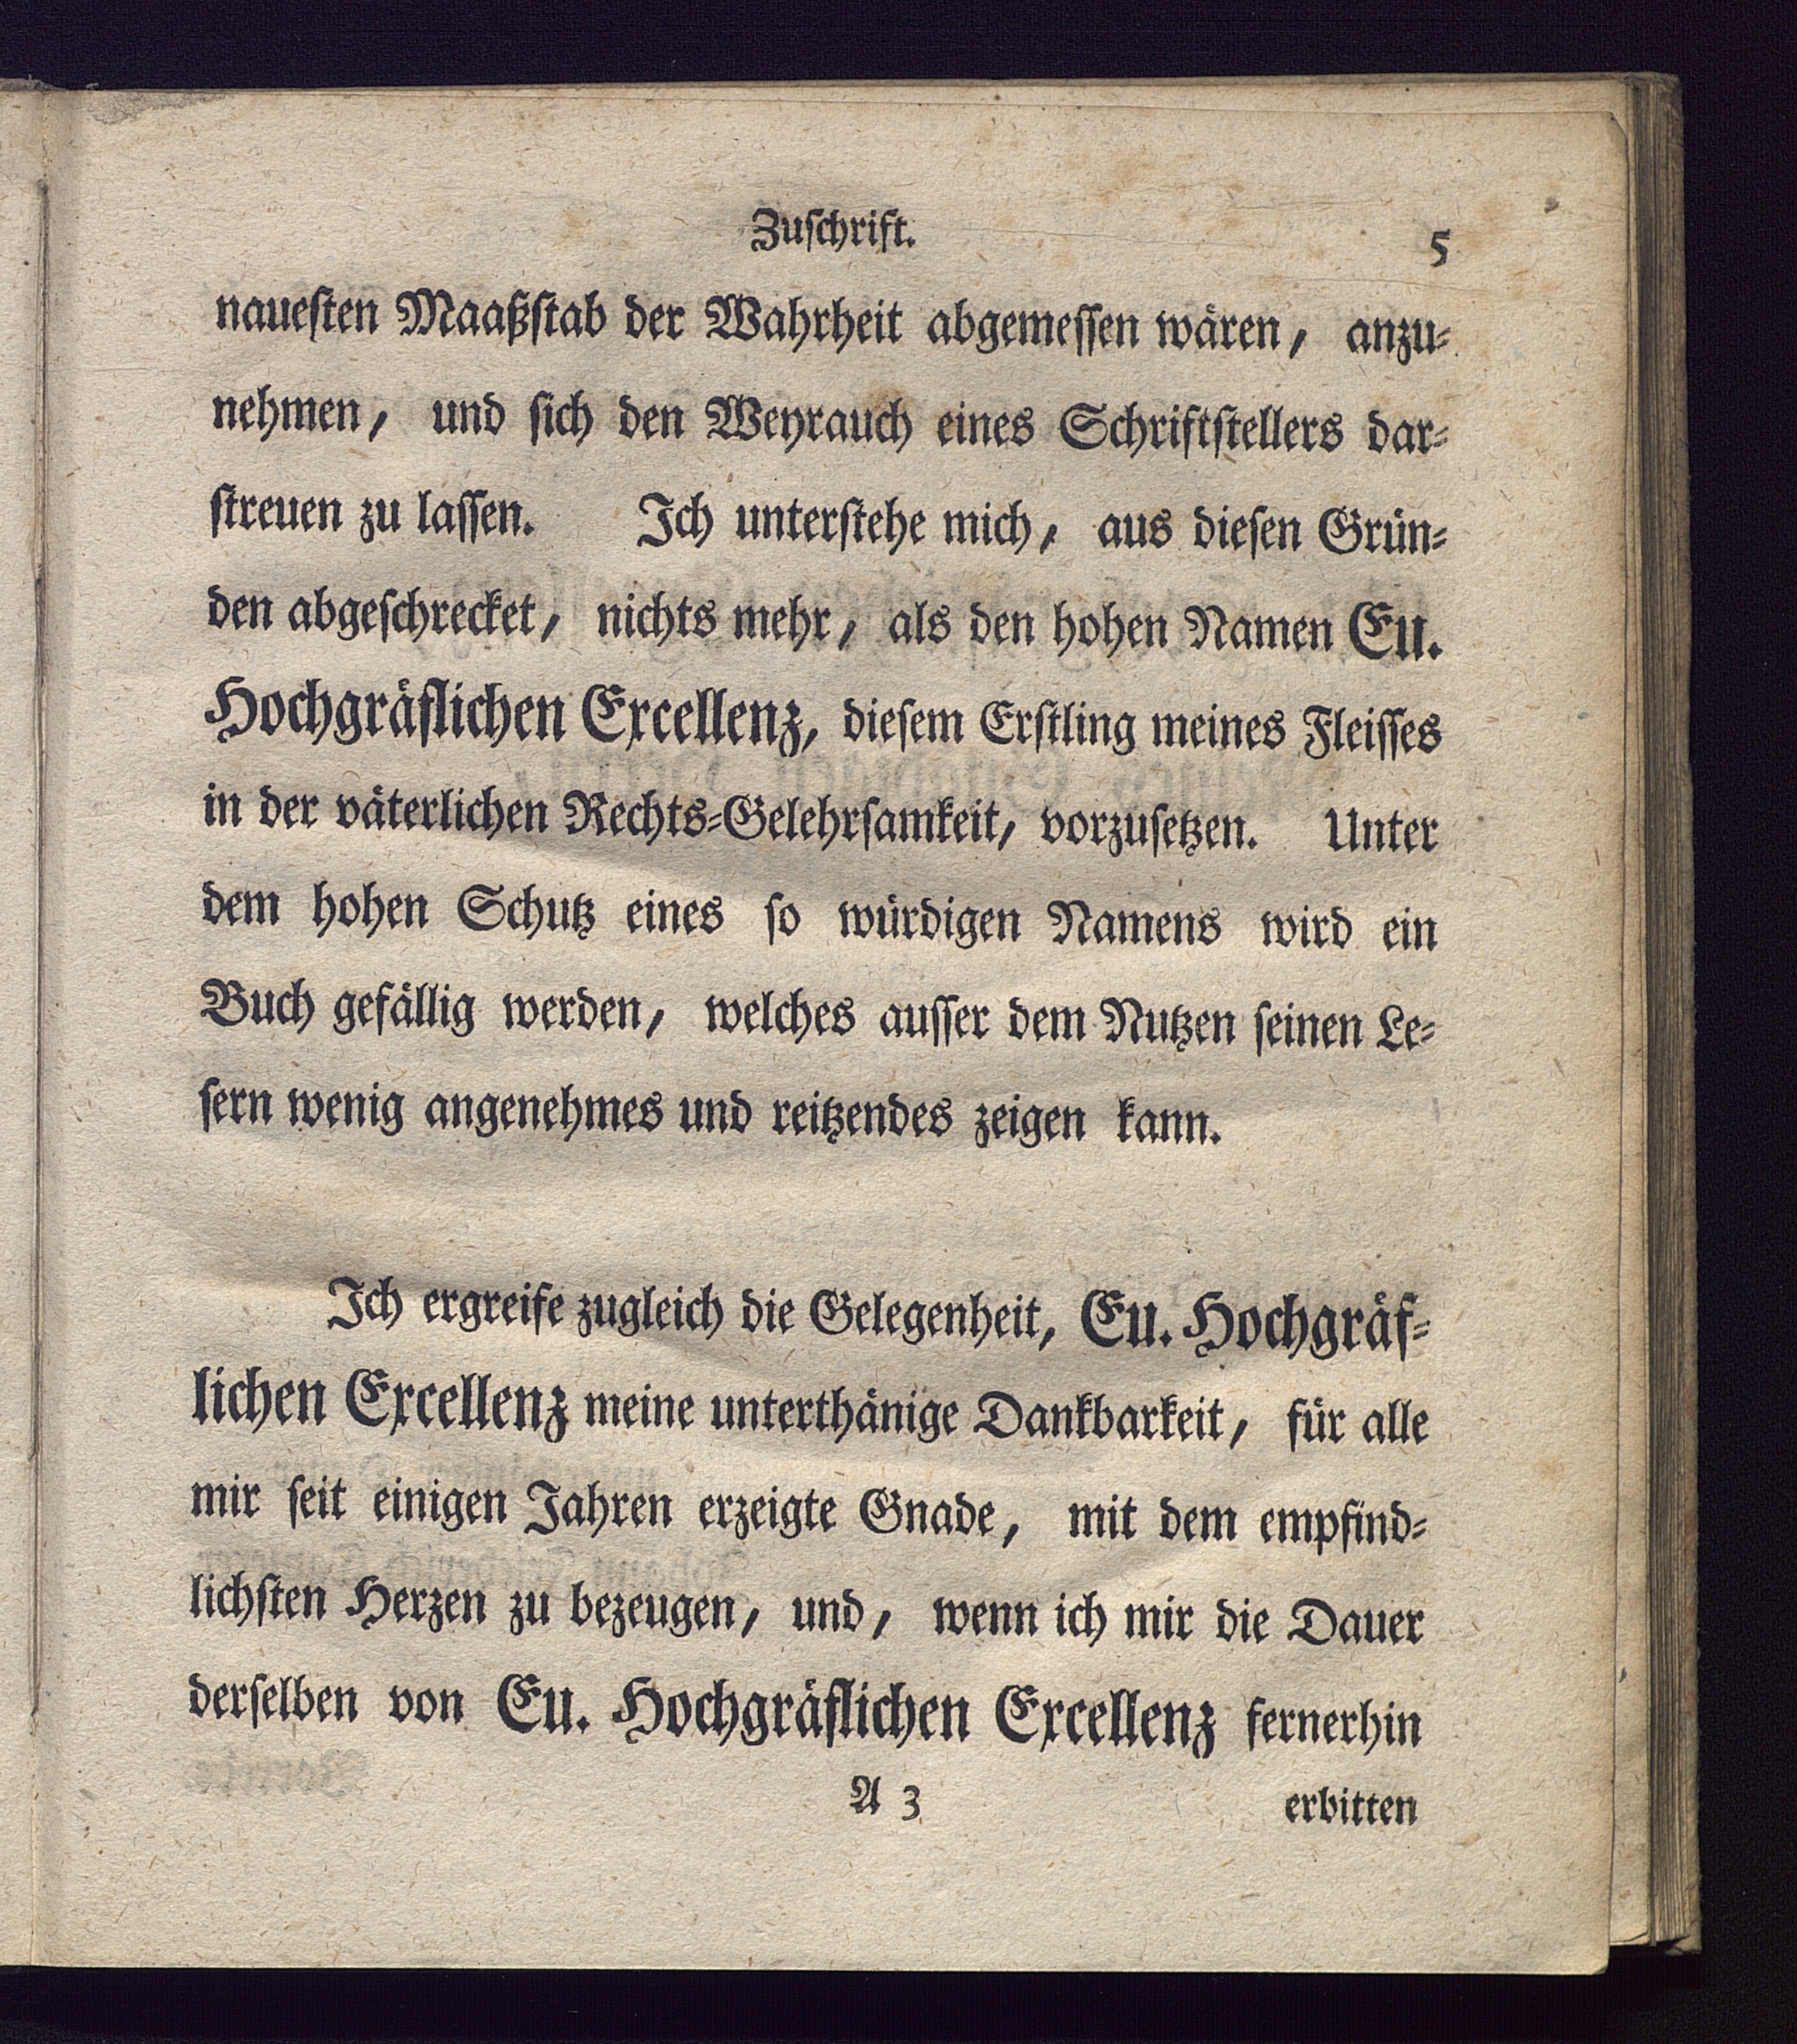 Zuschrift. 5
nauesten Maaßstab der Wahrheit abgemessen wären, anzu-
nehmen, und sich den Weyrauch eines Schriftstellers dar-
streuen zu lassen. Ich unterstehe mich, aus diesen Grün-
den abgeschrecket, nichts mehr, als den hohen Namen Eu.
Hochgräflichen Excellenz, diesem Erstling meines Fleisses
in der väterlichen Rechts-Gelehrsamkeit, vorzusetzen. Unter
dem hohen Schutz eines so würdigen Namens wird ein
Buch gefällig werden, welches ausser dem Nutzen seinen Le-
sern wenig angenehmes und reitzendes zeigen kann.
Ich ergreife zugleich die Gelegenheit, Eu. Hochgräf-
lichen Excellenz meine unterthänige Dankbarkeit, für alle
mir seit einigen Jahren erzeigte Gnade, mit dem empfind-
lichsten Herzen zu bezeugen, und, wenn ich mir die Dauer
derselben von Eu. Hochgräflichen Excellenz fernerhin
A 3 erbitten